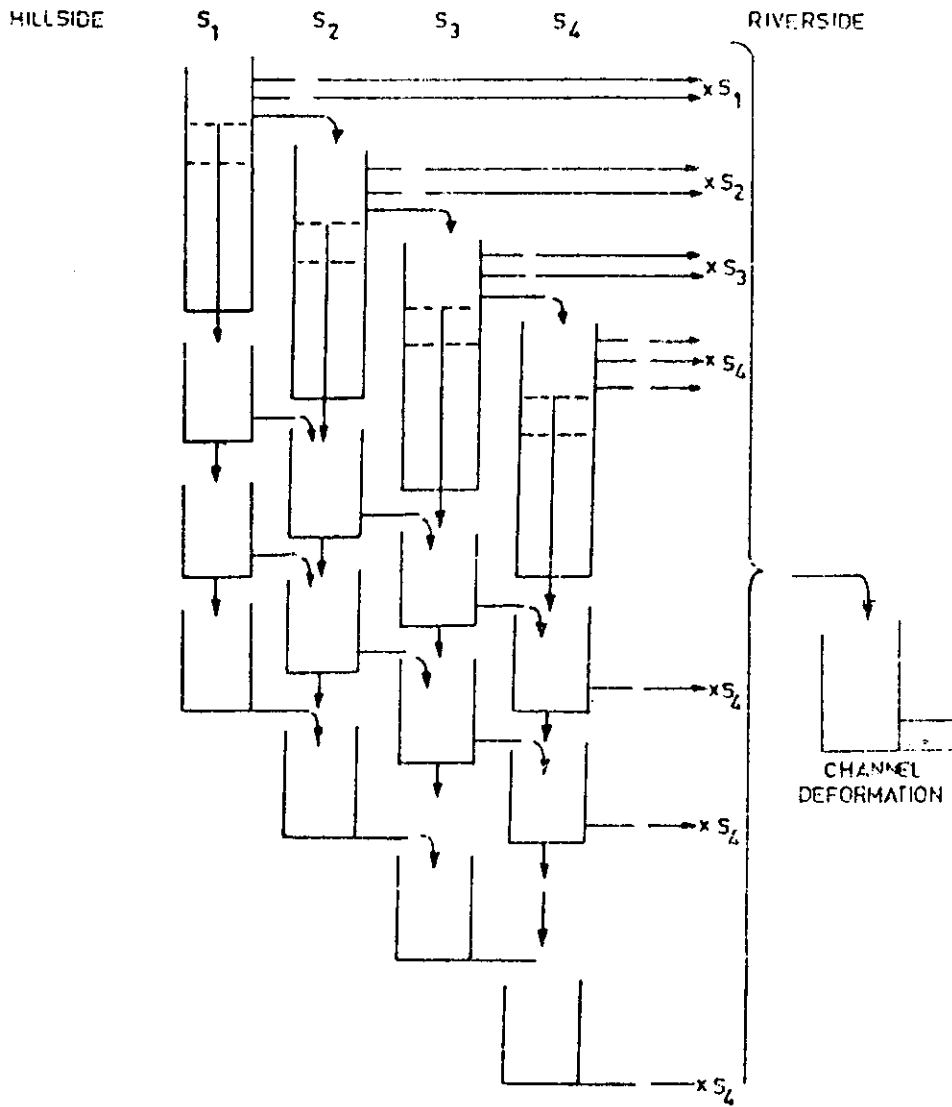 HILLSIDE S1 S2 S3 S4 RIVERSIDE
x S1
x S2
x S3
x S4
x S4
CHANNEL
DEFORMATION
x S4
x S4